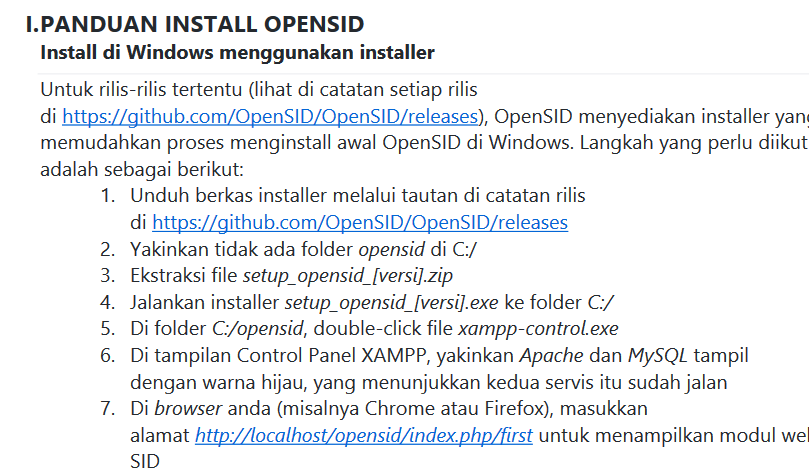 I.PANDUAN INSTALL OPENSID
Install di Windows menggunakan installer
Untuk rilis-rilis tertentu (lihat di catatan setiap rilis
di https://github.com/OpenSID/OpenSID/releases), OpenSID menyediakan installer
memudahkan proses menginstall awal OpenSID di Windows. Langkah yang perlu diikut
adalah sebagai berikut:
1. Unduh berkas installer melalui tautan di catatan rilis
di https://github.com/OpenSID/OpenSID/releases
2. Yakinkan tidak ada folder opensid di C:/
3. Ekstraksi file setup_opensid_[versi].zip
4. Jalankan installer setup_opensid_[versi].exe ke folder C:/
5. Di folder C:/opensid, double-click file xampp-control.exe
6. Di tampilan Control Panel XAMPP, yakinkan Apache dan MySQL tampil
dengan warna hijau, yang menunjukkan kedua servis itu sudah jalan
7. Di browser anda (misalnya Chrome atau Firefox), masukkan
alamat http://localhost/opensid/index.php/first untuk menampilkan modul
SID